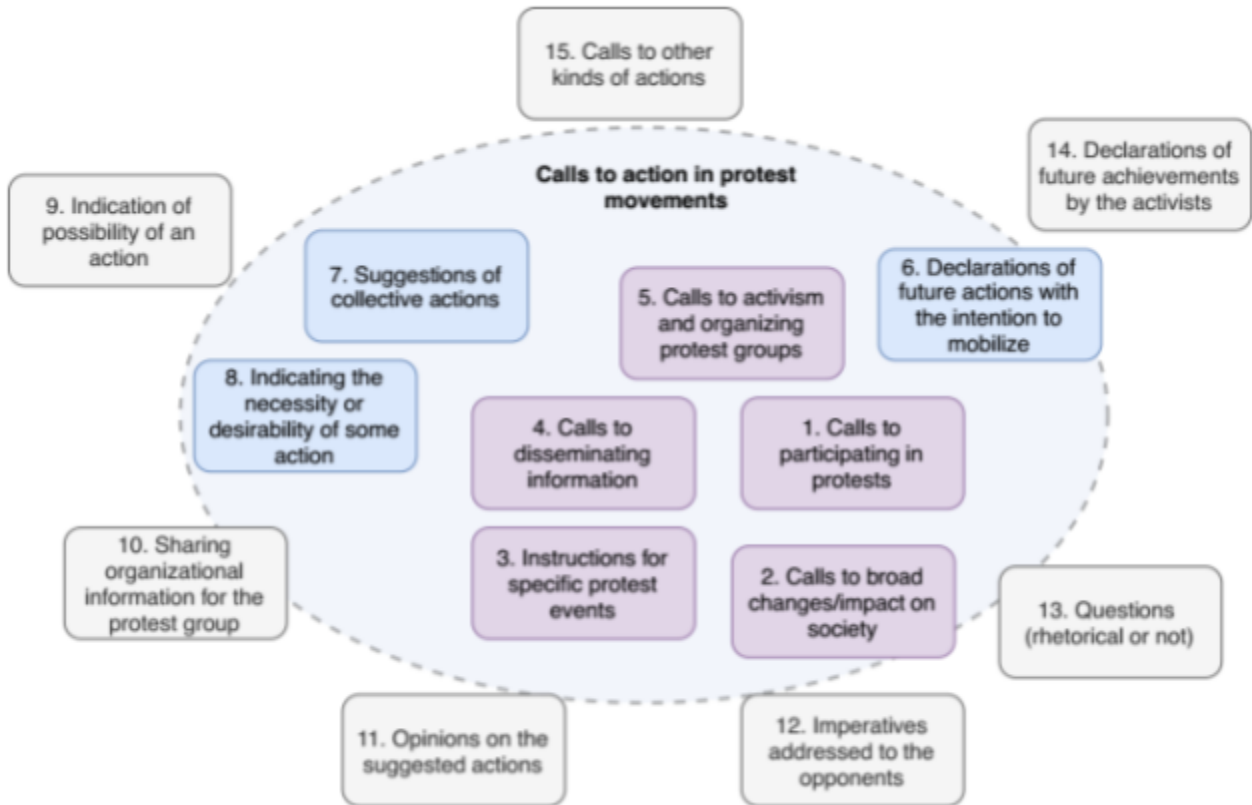 15. Calls to other
kinds of actions
14. Declarations of
future achievements
by the activists
Calls to action in protest
movements
9. Indication of
possibility of an
action
7. Suggestions of
collective actions
5. Calls to activism
and organizing
protest groups
6. Declarations of
future actions with
the intention to
mobilize
8. Indicating the
necessity or
desirability of some
action
4. Calls to
disseminating
information
1. Calls to
participating in
protests
10. Sharing
organizational
information for the
protest group
3. Instructions for
specific protest
events
2. Calls to broad
changes/impact on
society
13. Questions
(rhetorical or not)
11. Opinions on the
suggested actions
12. Imperatives
addressed to the
opponents